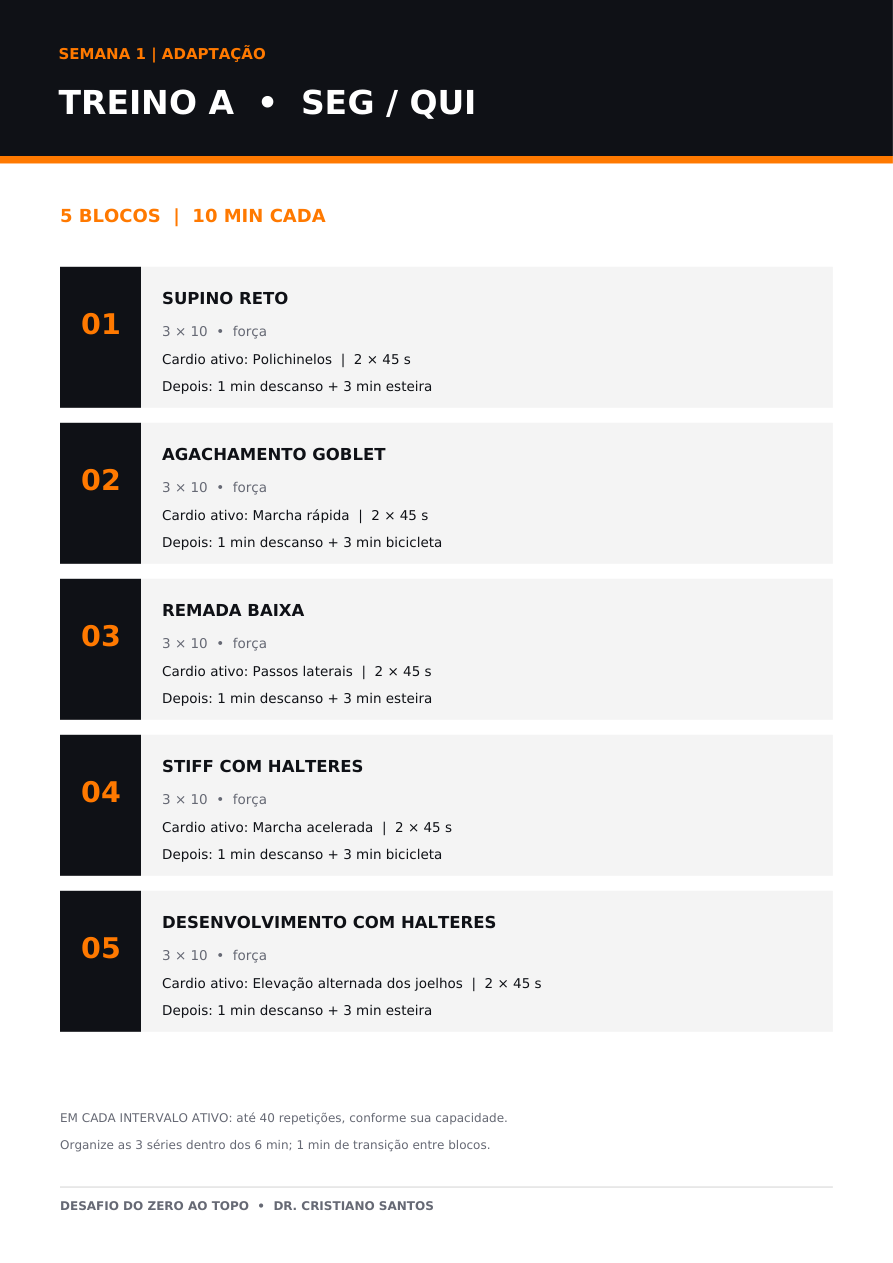 SEMANA 1 | ADAPTAÇÃO
TREINO A • SEG / QUI
5 BLOCOS | 10 MIN CADA
01
SUPINO RETO
3 × 10 • força
Cardio ativo: Polichinelos | 2 × 45 s
Depois: 1 min descanso + 3 min esteira
02
AGACHAMENTO GOBLET
3 × 10 • força
Cardio ativo: Marcha rápida | 2 × 45 s
Depois: 1 min descanso + 3 min bicicleta
03
REMADA BAIXA
3 × 10 • força
Cardio ativo: Passos laterais | 2 × 45 s
Depois: 1 min descanso + 3 min esteira
04
STIFF COM HALTERES
3 × 10 • força
Cardio ativo: Marcha acelerada | 2 × 45 s
Depois: 1 min descanso + 3 min bicicleta
05
DESENVOLVIMENTO COM HALTERES
3 × 10 • força
Cardio ativo: Elevação alternada dos joelhos | 2 × 45 s
Depois: 1 min descanso + 3 min esteira
EM CADA INTERVALO ATIVO: até 40 repetições, conforme sua capacidade.
Organize as 3 séries dentro dos 6 min; 1 min de transição entre blocos.
DESAFIO DO ZERO AO TOPO • DR. CRISTIANO SANTOS